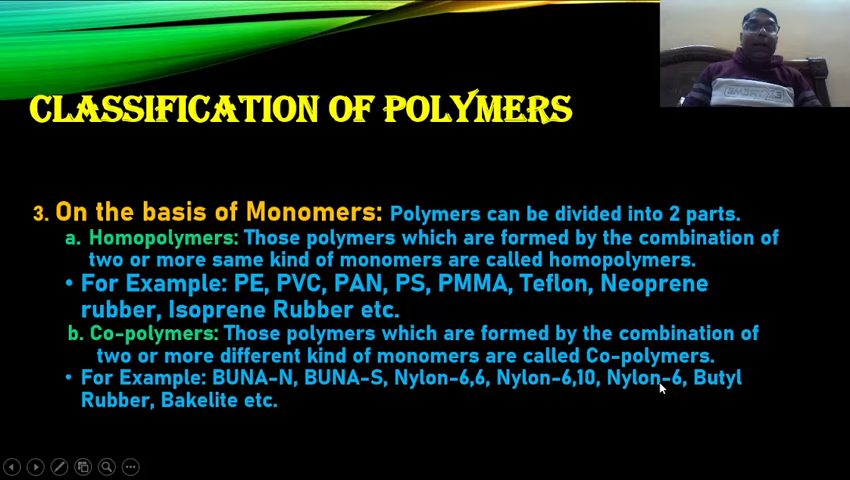 CLASSIFICATION OF POLYMERS
3. On the basis of Monomers: Polymers can be divided into 2 parts.
a. Homopolymers: Those polymers which are formed by the combination of
two or more same kind of monomers are called homopolymers.
• For Example: PE, PVC, PAN, PS, PMMA, Teflon, Neoprene
rubber, Isoprene Rubber etc.
b. Co-polymers: Those polymers which are formed by the combination of
two or more different kind of monomers are called Co-polymers.
• For Example: BUNA-N, BUNA-S, Nylon-6,6, Nylon-6,10, Nylon-6, Butyl
Rubber, Bakelite etc.